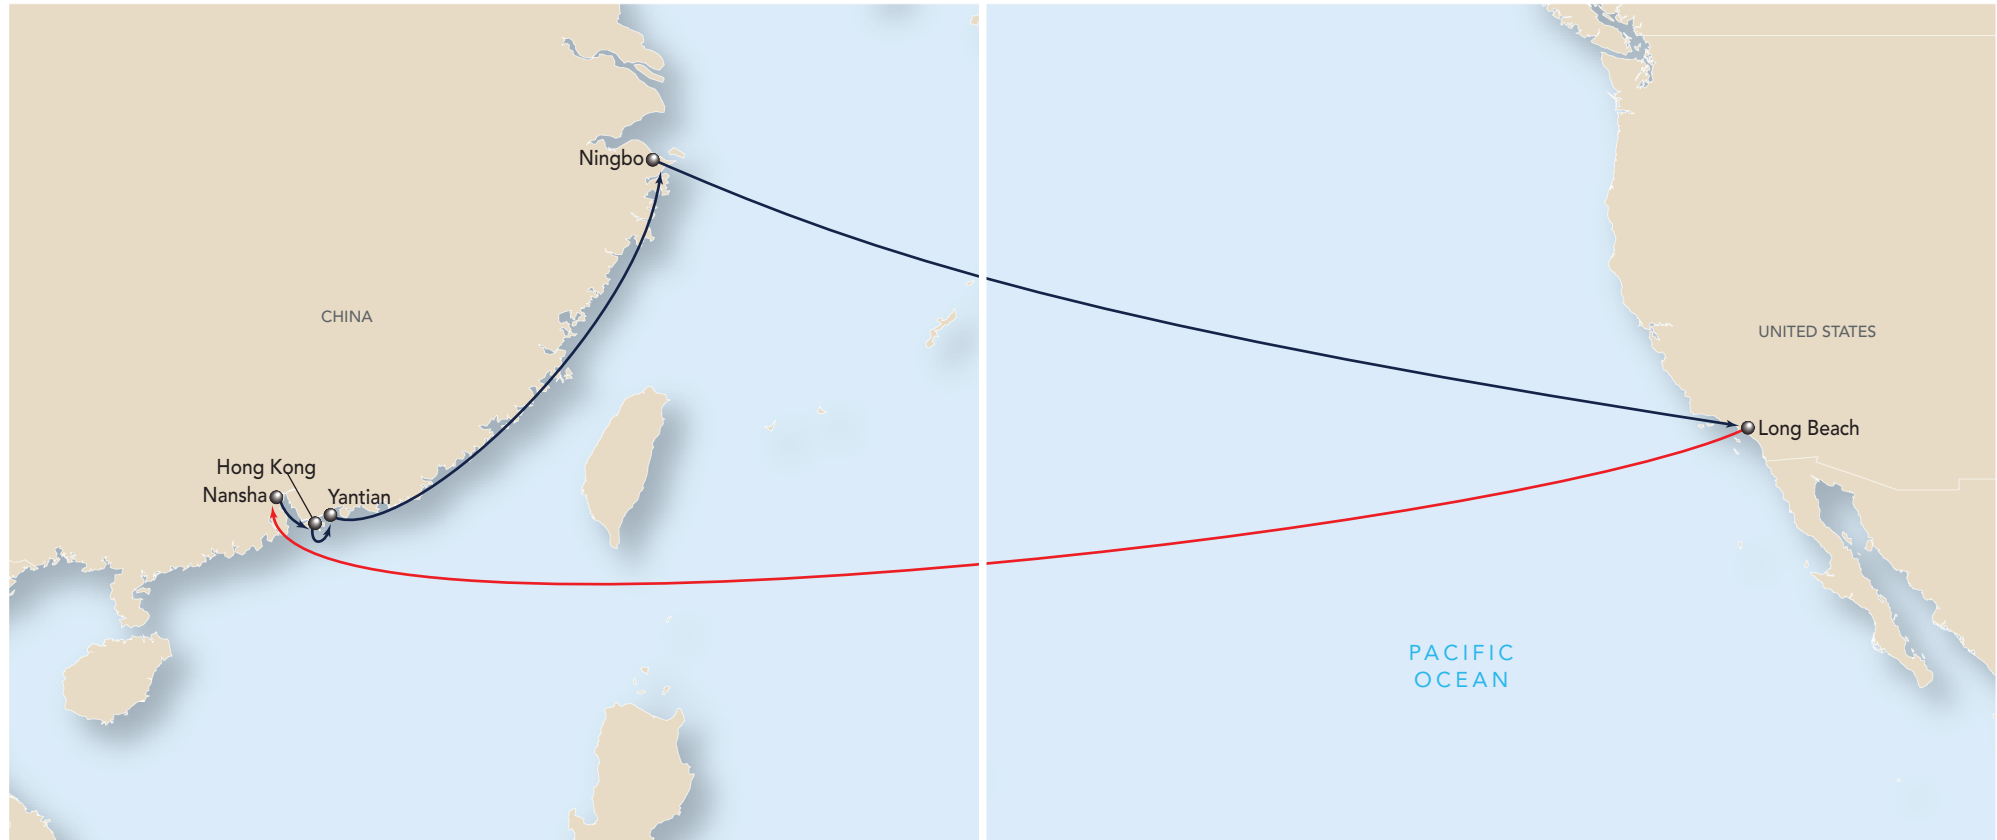 Ningbo
CHINA
UNITED STATES
Long Beach
Hong Kong
Nansha
Yantian
PACIFIC
OCEAN